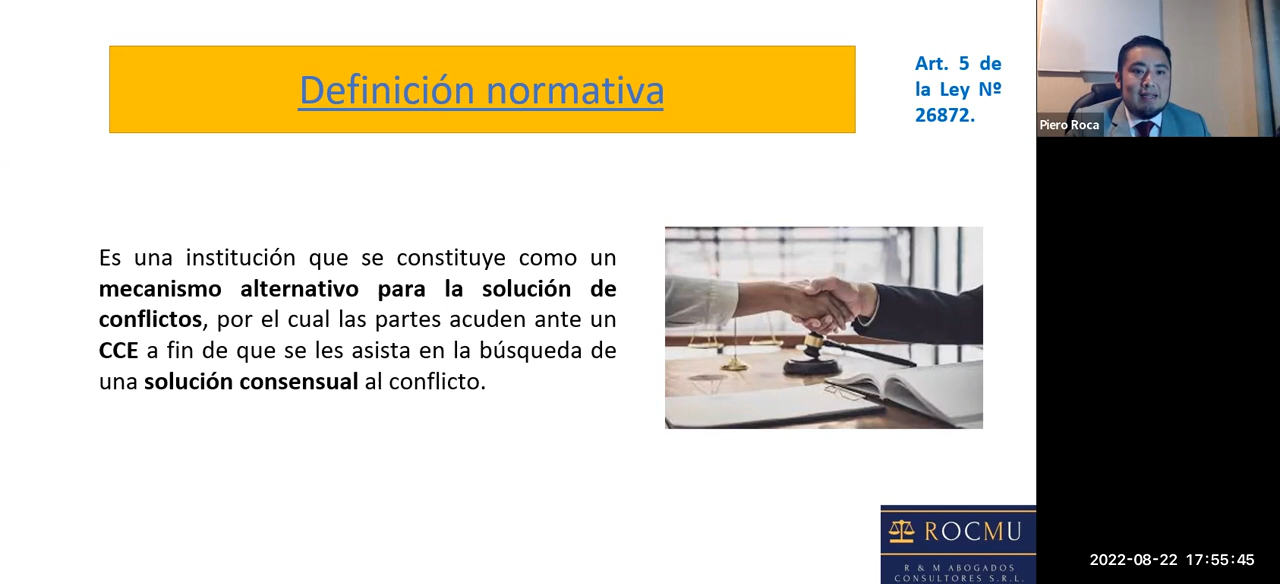 Definición normativa
Art. 5 de
la Ley Nº
26872.
Piero Roca
Es una institución que se constituye como un
mecanismo alternativo para la solución de
conflictos, por el cual las partes acuden ante un
CCE a fin de que se les asista en la búsqueda de
una solución consensual al conflicto.
ROCMU
R & M ABOGADOS
CONSULTORES S.R.L.
2022-08-22 17:55:45